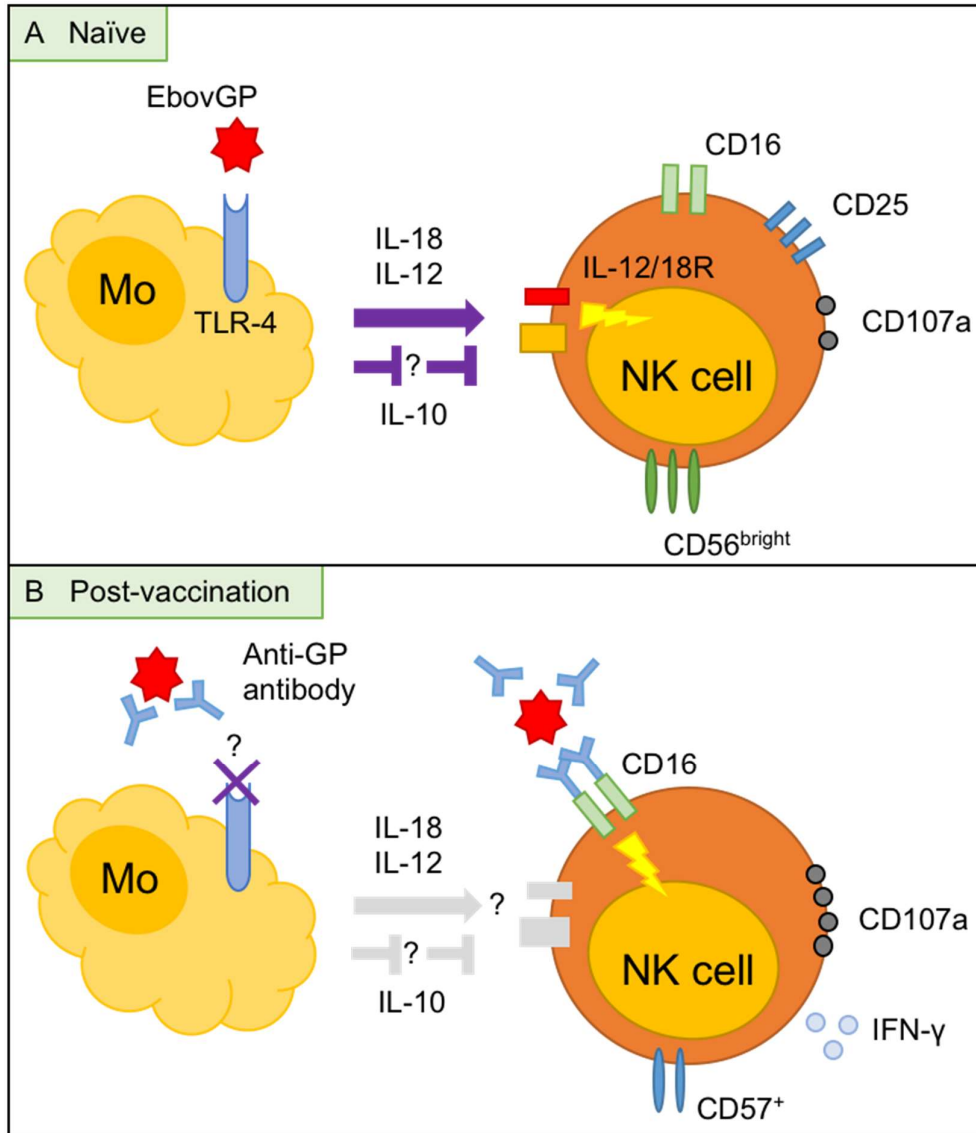 A Naïve
EbovGP
CD16
CD25
IL-18
IL-12
IL-12/18R
Mo
TLR-4
CD107a
?
NK cell
IL-10
CD56bright
B Post-vaccination
Anti-GP
antibody
?
CD16
IL-18
IL-12
Mo
?
CD107a
?
NK cell
IL-10
IFN-γ
CD57+